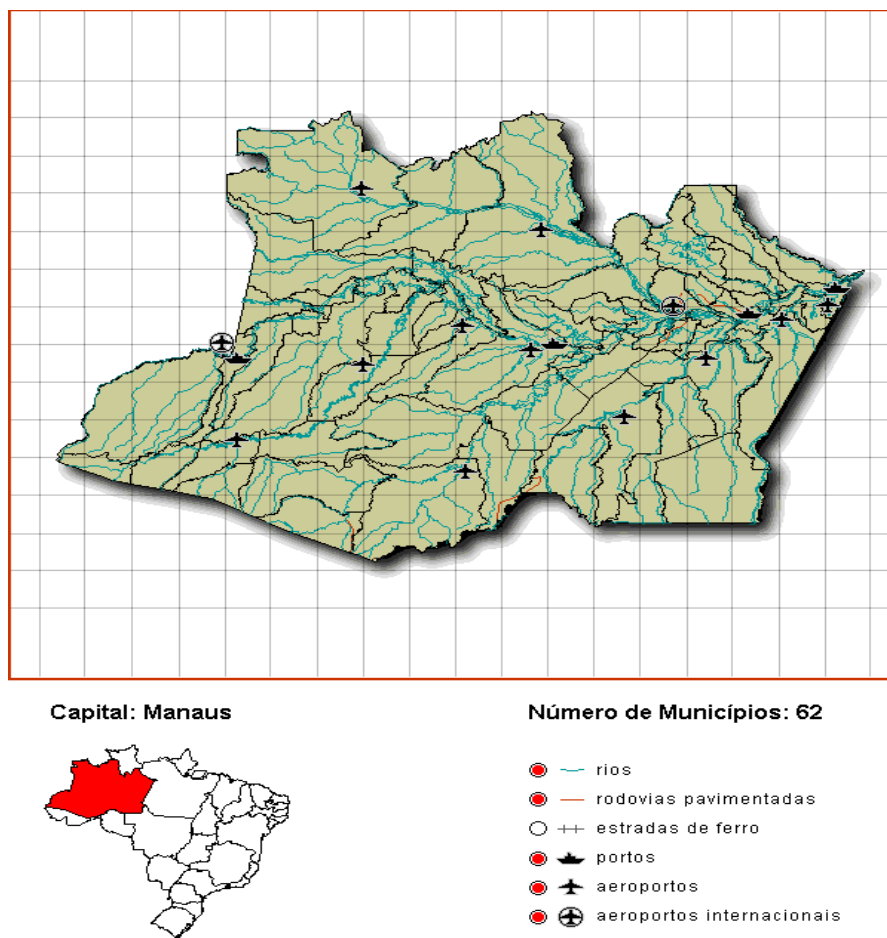 Capital: Manaus
Número de Municípios: 62
rios
rodovias pavimentadas
estradas de ferro
portos
aeroportos
aeroportos internacionais